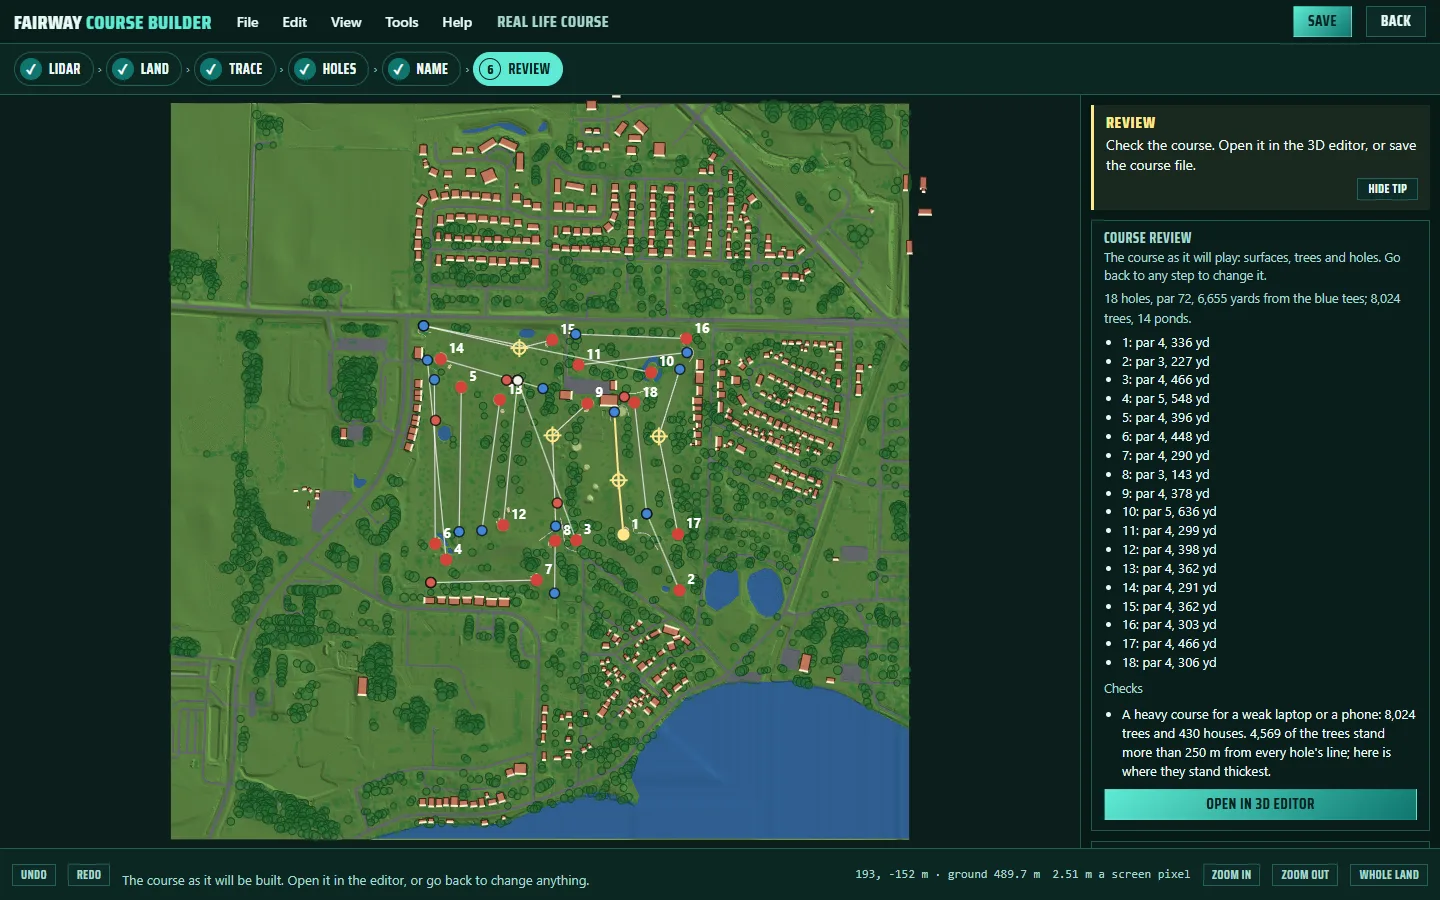 FAIRWAY COURSE BUILDER File Edit View Tools Help REAL LIFE COURSE SAVE BACK
✓ LIDAR › ✓ LAND › ✓ TRACE › ✓ HOLES › ✓ NAME › 6 REVIEW
REVIEW
Check the course. Open it in the 3D editor, or save
the course file.
HIDE TIP
COURSE REVIEW
The course as it will play: surfaces, trees and holes. Go
back to any step to change it.
18 holes, par 72, 6,655 yards from the blue tees; 8,024
trees, 14 ponds.
• 1: par 4, 336 yd
• 2: par 3, 227 yd
• 3: par 4, 466 yd
• 4: par 5, 548 yd
• 5: par 4, 396 yd
• 6: par 4, 448 yd
• 7: par 4, 290 yd
• 8: par 3, 143 yd
• 9: par 4, 378 yd
• 10: par 5, 636 yd
• 11: par 4, 299 yd
• 12: par 4, 398 yd
• 13: par 4, 362 yd
• 14: par 4, 291 yd
• 15: par 4, 362 yd
• 16: par 4, 303 yd
• 17: par 4, 466 yd
• 18: par 4, 306 yd
Checks
• A heavy course for a weak laptop or a phone: 8,024
trees and 430 houses. 4,569 of the trees stand
more than 250 m from every hole's line; here is
where they stand thickest.
OPEN IN 3D EDITOR
15 16
14 11 10
5 13 9 18
12
6 8 3 1 17
4
7 2
UNDO REDO The course as it will be built. Open it in the editor, or go back to change anything. 193, -152 m · ground 489.7 m 2.51 m a screen pixel ZOOM IN ZOOM OUT WHOLE LAND